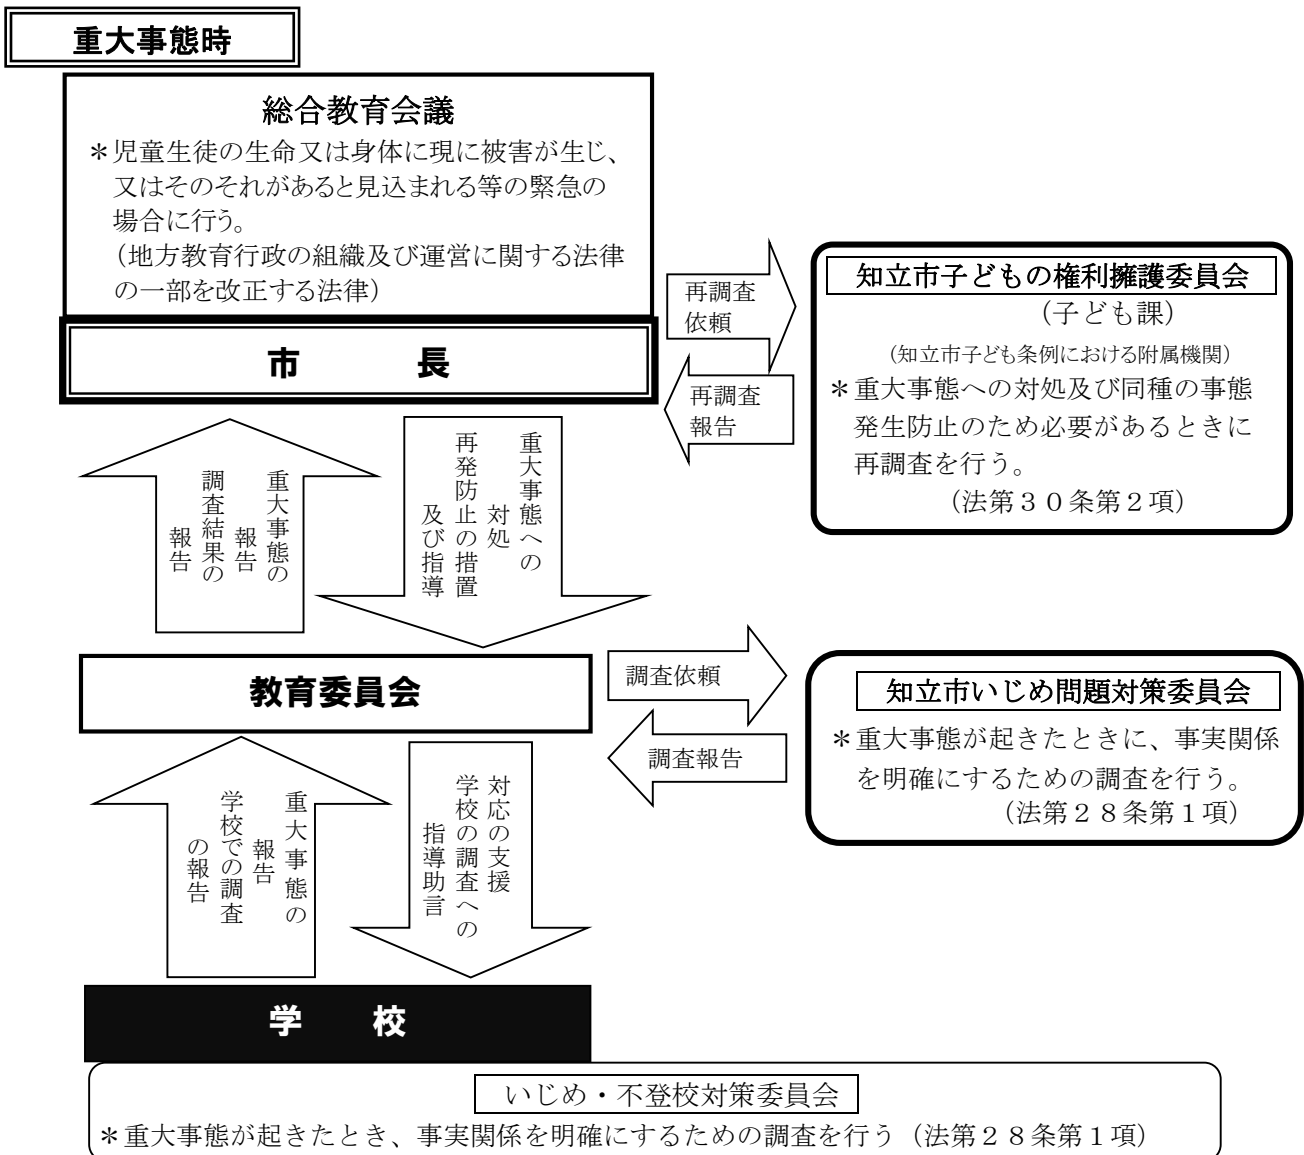 重大事態時
総合教育会議
＊児童生徒の生命又は身体に現に被害が生じ、
又はそのそれがあると見込まれる等の緊急の
場合に行う。
（地方教育行政の組織及び運営に関する法律
の一部を改正する法律）
市　長
再調査
依頼
再調査
報告
知立市子どもの権利擁護委員会
（子ども課）
（知立市子ども条例における附属機関）
＊重大事態への対処及び同種の事態
発生防止のため必要があるときに
再調査を行う。
（法第３０条第２項）
重大事態の
報告
調査結果の
報告
重大事態への
対処
再発防止の措置
及び指導
教育委員会
調査依頼
調査報告
知立市いじめ問題対策委員会
＊重大事態が起きたときに、事実関係
を明確にするための調査を行う。
（法第２８条第１項）
重大事態の
報告
学校での調査
の報告
対応の支援
学校の調査への
指導助言
学　校
いじめ・不登校対策委員会
＊重大事態が起きたとき、事実関係を明確にするための調査を行う（法第２８条第１項）